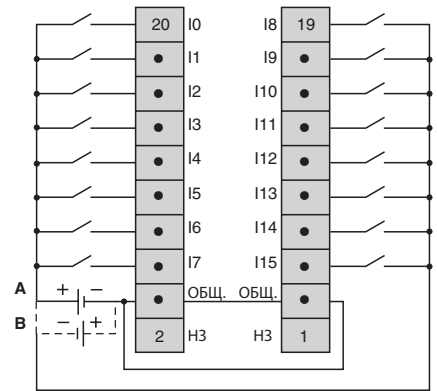 20 I0 I8 19
I1 I9
I2 I10
I3 I11
I4 I12
I5 I13
I6 I14
I7 I15
A + − ОБЩ. ОБЩ.
B − +
2 НЗ НЗ 1